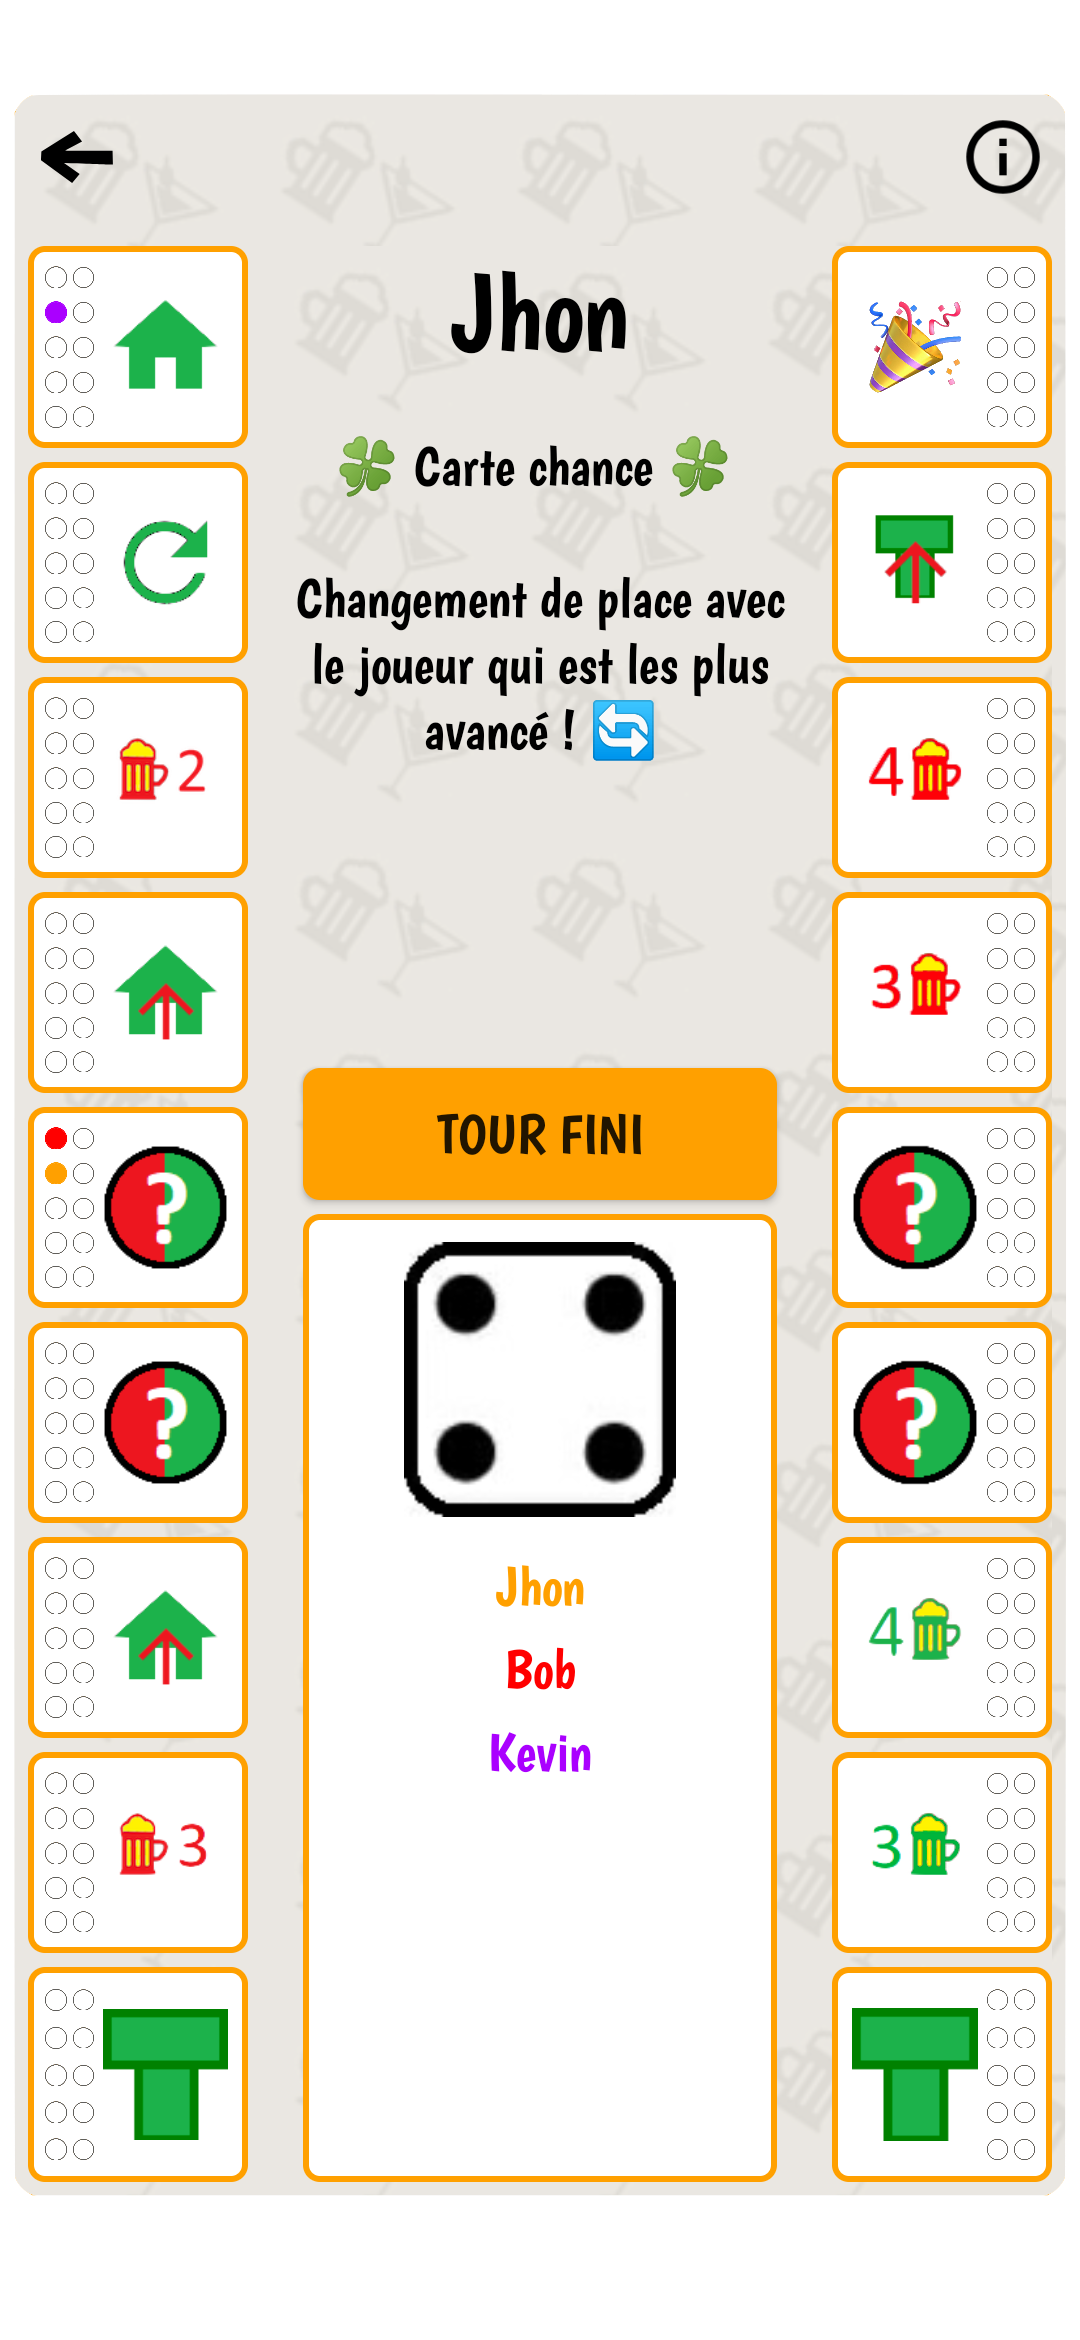 Jhon
🍀 Carte chance 🍀
Changement de place avec
le joueur qui est les plus
avancé ! 🔄
2
4
3
?
?
TOUR FINI
?
?
4
3
3
Jhon
Bob
Kevin